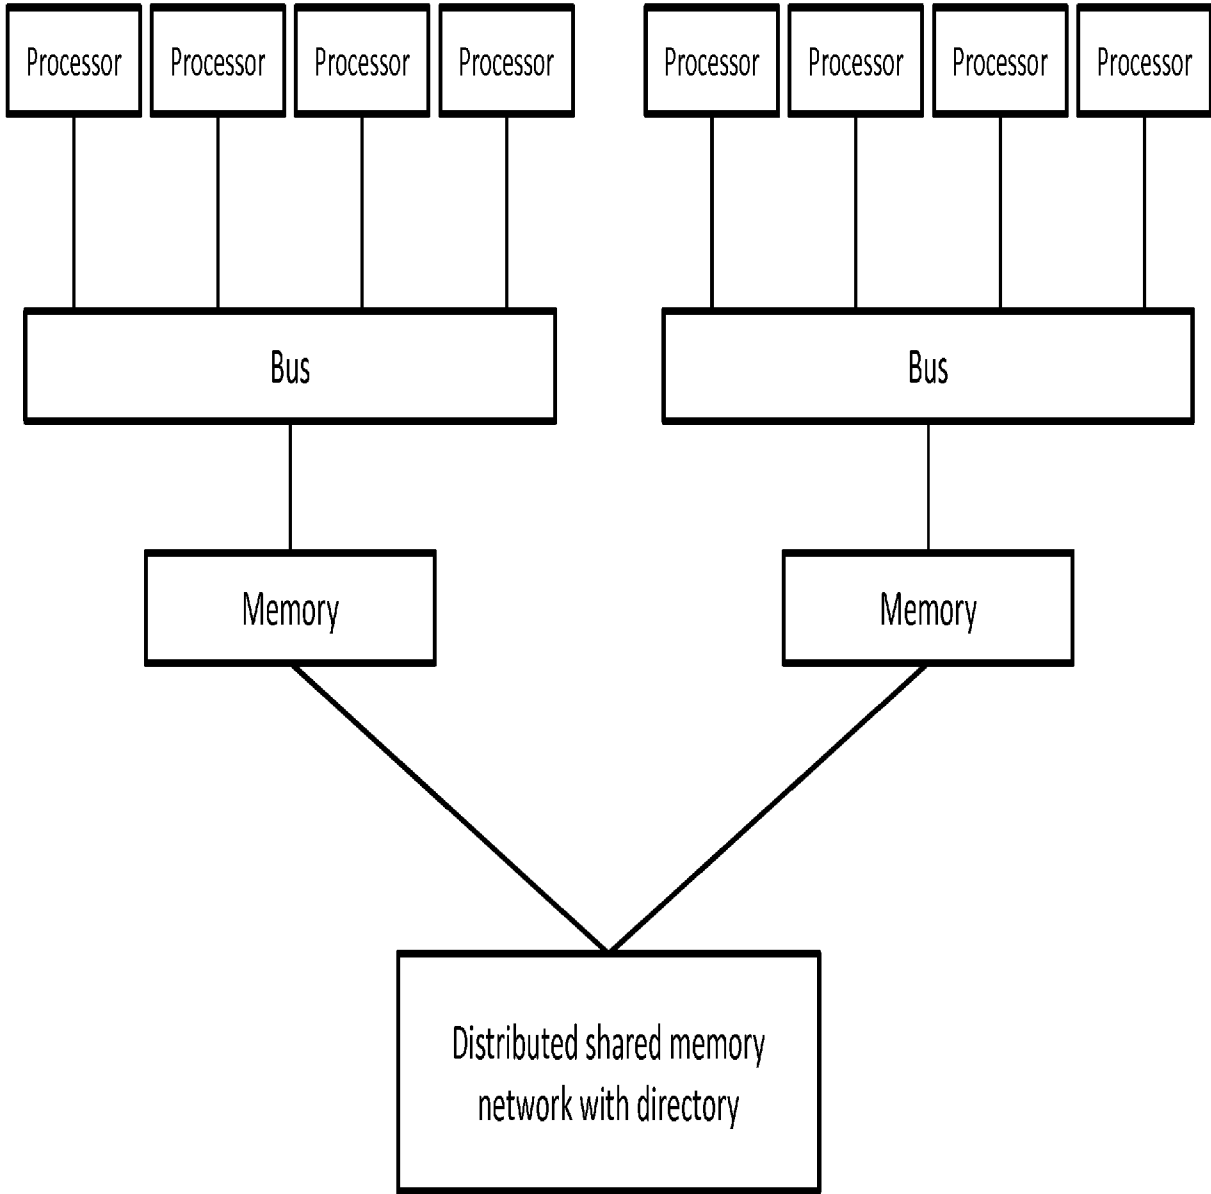 Processor Processor Processor Processor Processor Processor Processor Processor
Bus Bus
Memory Memory
Distributed shared memory
network with directory